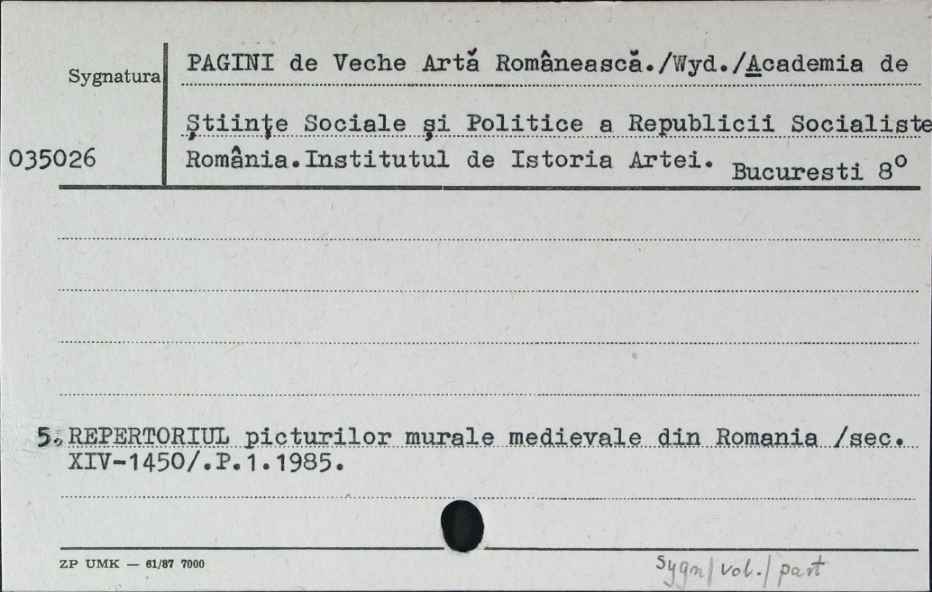 Sygnatura
PAGINI de Veche Artă Românească./Wyd./Academia de
Ştiinţe Sociale şi Politice a Republicii Socialiste
035026
România.Institutul de Istoria Artei. Bucuresti 8°
5. REPERTORIUL picturilor murale medievale din Romania /sec.
XIV-1450/.P.1.1985.
ZP UMK — 61/87 7000
sygn/vol./part